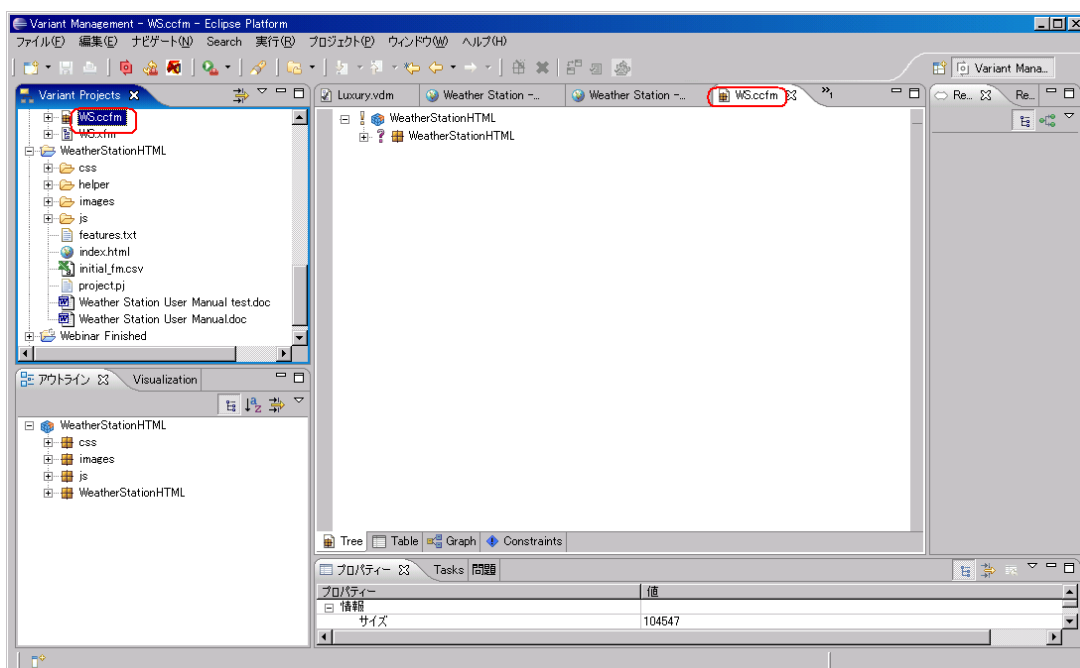 Variant Management - WS.ccfm - Eclipse Platform
ファイル(F) 編集(E) ナビゲート(N) Search 実行(R) プロジェクト(P) ウィンドウ(W) ヘルプ(H)
Variant Mana...
Variant Projects
WS.ccfm
WS.xfm
WeatherStationHTML
css
helper
images
js
features.txt
index.html
initial_fm.csv
project.pj
Weather Station User Manual test.doc
Weather Station User Manual.doc
Webinar Finished
アウトライン Visualization
WeatherStationHTML
css
images
js
WeatherStationHTML
Luxury.vdm Weather Station -... Weather Station -... WS.ccfm »1
WeatherStationHTML
WeatherStationHTML
Tree Table Graph Constraints
Re... Re...
プロパティー Tasks 問題
プロパティー 値
情報
サイズ 104547